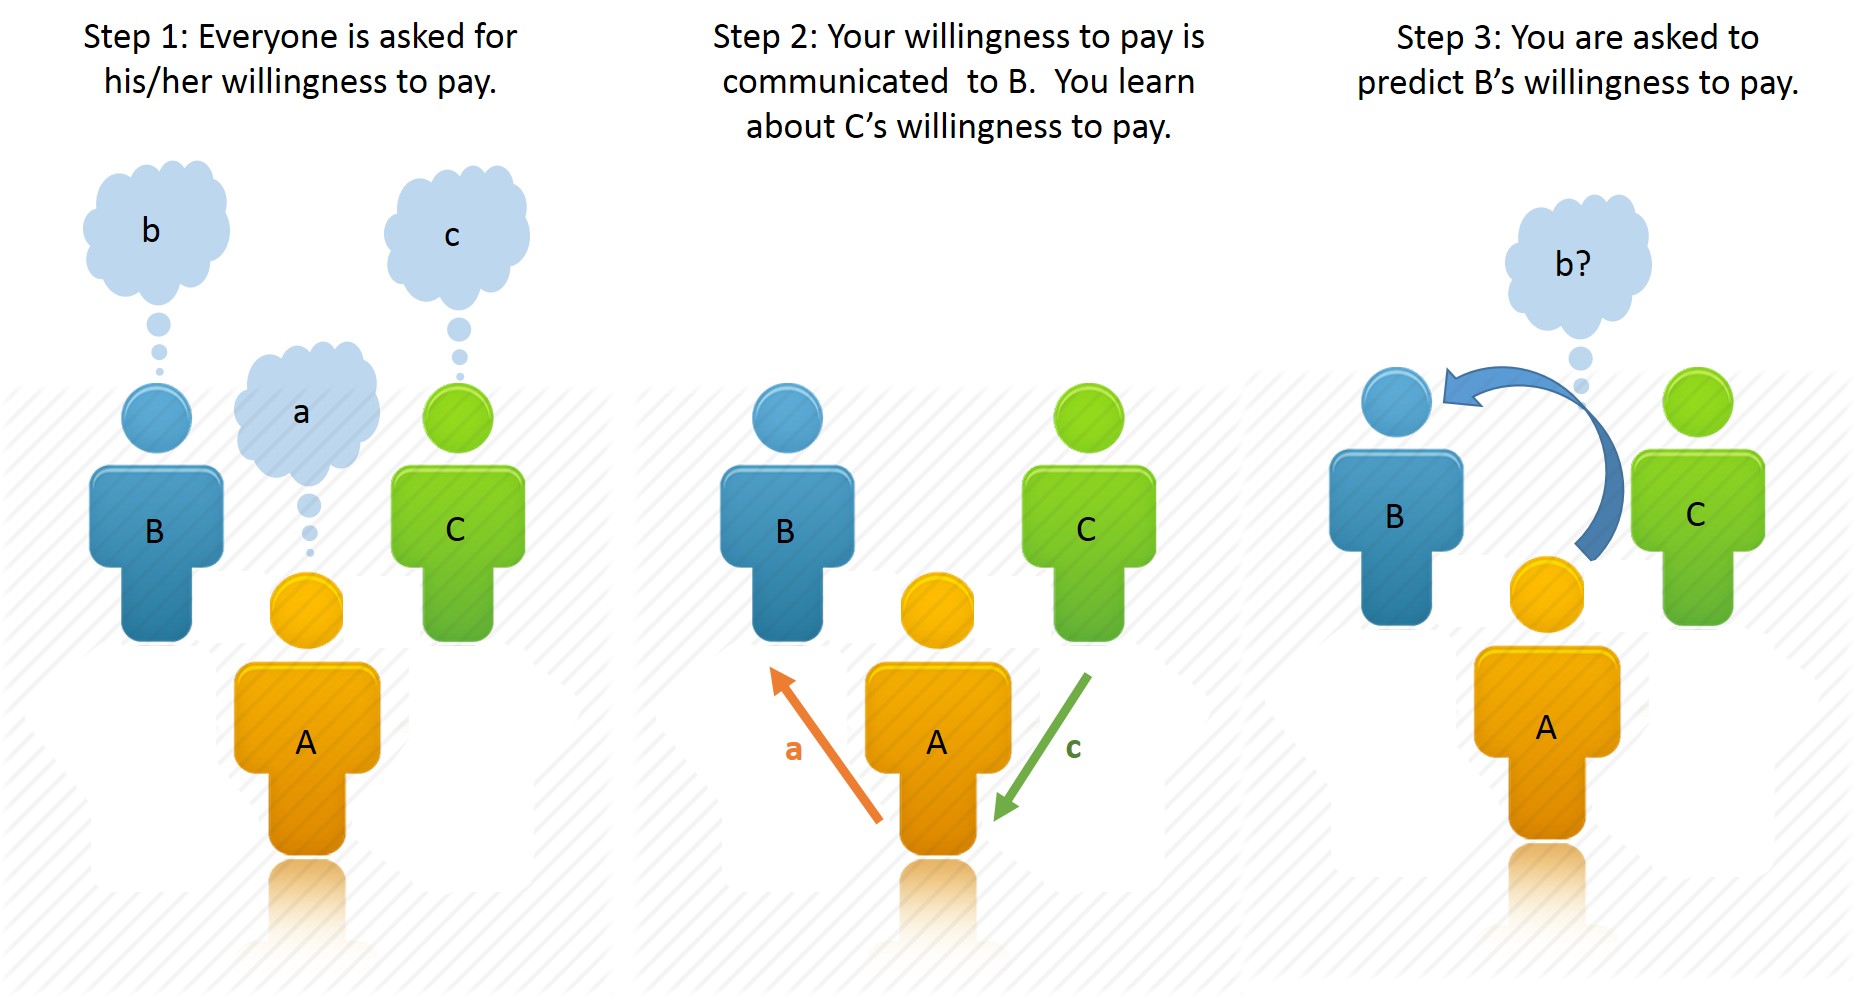 Step 1: Everyone is asked for
his/her willingness to pay.
b
c
a
B
C
A
Step 2: Your willingness to pay is
communicated  to B.  You learn
about C’s willingness to pay.
B
C
A
a
c
Step 3: You are asked to
predict B’s willingness to pay.
b?
B
C
A